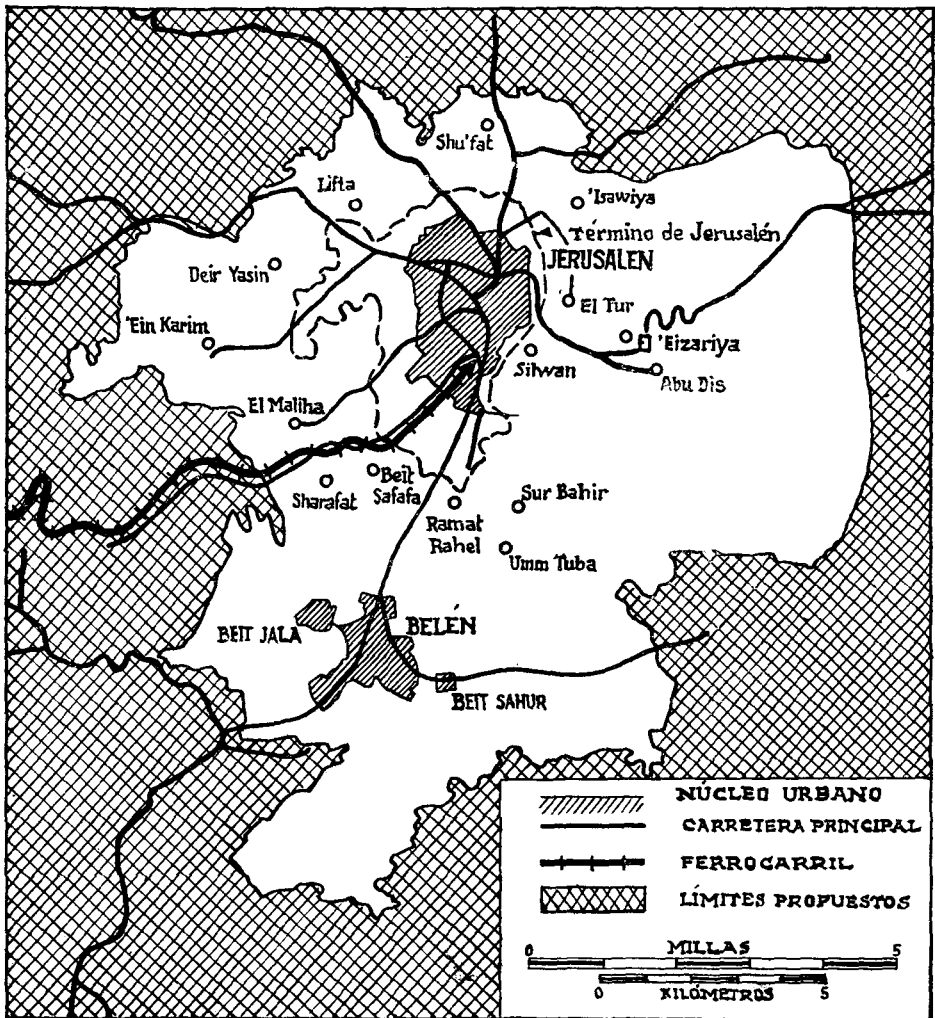 Shu'fat
Lifta
'Isawiya
Término de Jerusalén
JERUSALEN
Deir Yasin
El Tur
'Ein Karim
'Eizariya
Silwan
Abu Dis
El Maliha
Sharafat
Beit
Safafa
Ramat
Rahel
Sur Bahir
Umm Tuba
BEIT JALA
BELÉN
BEIT SAHUR
NÚCLEO URBANO
CARRETERA PRINCIPAL
FERROCARRIL
LÍMITES PROPUESTOS
MILLAS
0 5
0 5
KILÓMETROS